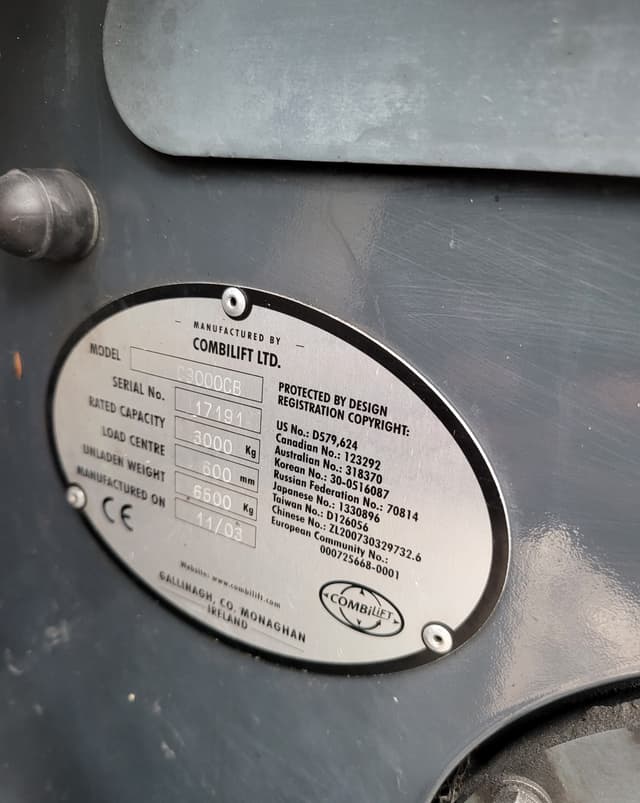 MANUFACTURED BY
COMBILIFT LTD.
MODEL C3000CB
SERIAL No. 17191
RATED CAPACITY 3000 Kg
LOAD CENTRE 600 mm
UNLADEN WEIGHT 6600 Kg
MANUFACTURED ON 11/03
CE
PROTECTED BY DESIGN
REGISTRATION COPYRIGHT:
US No.: D579,624
Canadian No.: 123292
Australian No.: 318370
Korean No.: 30-0516087
Russian Federation No.: 70814
Japanese No.: 1330896
Taiwan No.: D126056
Chinese No.: ZL200730329732.6
European Community No.:
000725668-0001
Website: www.combilift.com
GALLINAGH, CO. MONAGHAN
IRELAND
COMBiLiFT